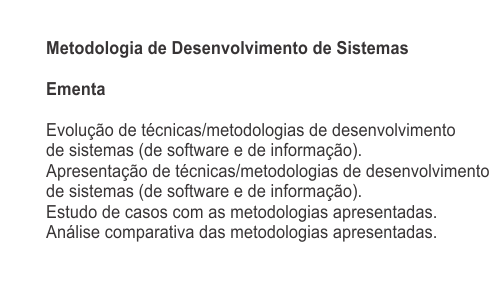 Metodologia de Desenvolvimento de Sistemas
Ementa
Evolução de técnicas/metodologias de desenvolvimento
de sistemas (de software e de informação).
Apresentação de técnicas/metodologias de desenvolvimento
de sistemas (de software e de informação).
Estudo de casos com as metodologias apresentadas.
Análise comparativa das metodologias apresentadas.